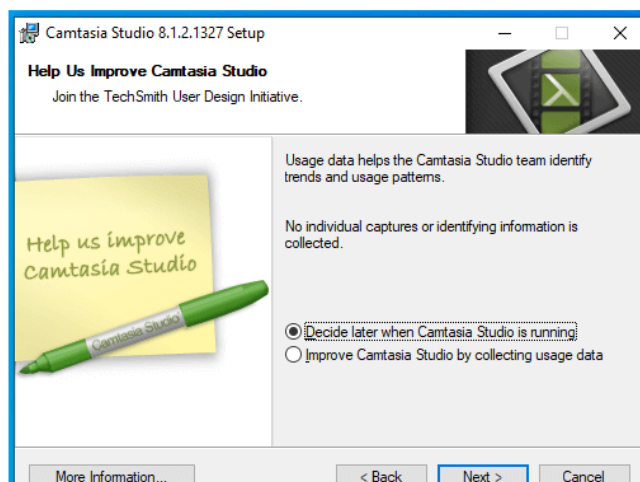 Camtasia Studio 8.1.2.1327 Setup
Help Us Improve Camtasia Studio
Join the TechSmith User Design Initiative.
Usage data helps the Camtasia Studio team identify
trends and usage patterns.
No individual captures or identifying information is
collected.
Help us improve
Camtasia Studio
Camtasia Studio
Decide later when Camtasia Studio is running
Improve Camtasia Studio by collecting usage data
More Information...
< Back
Next >
Cancel